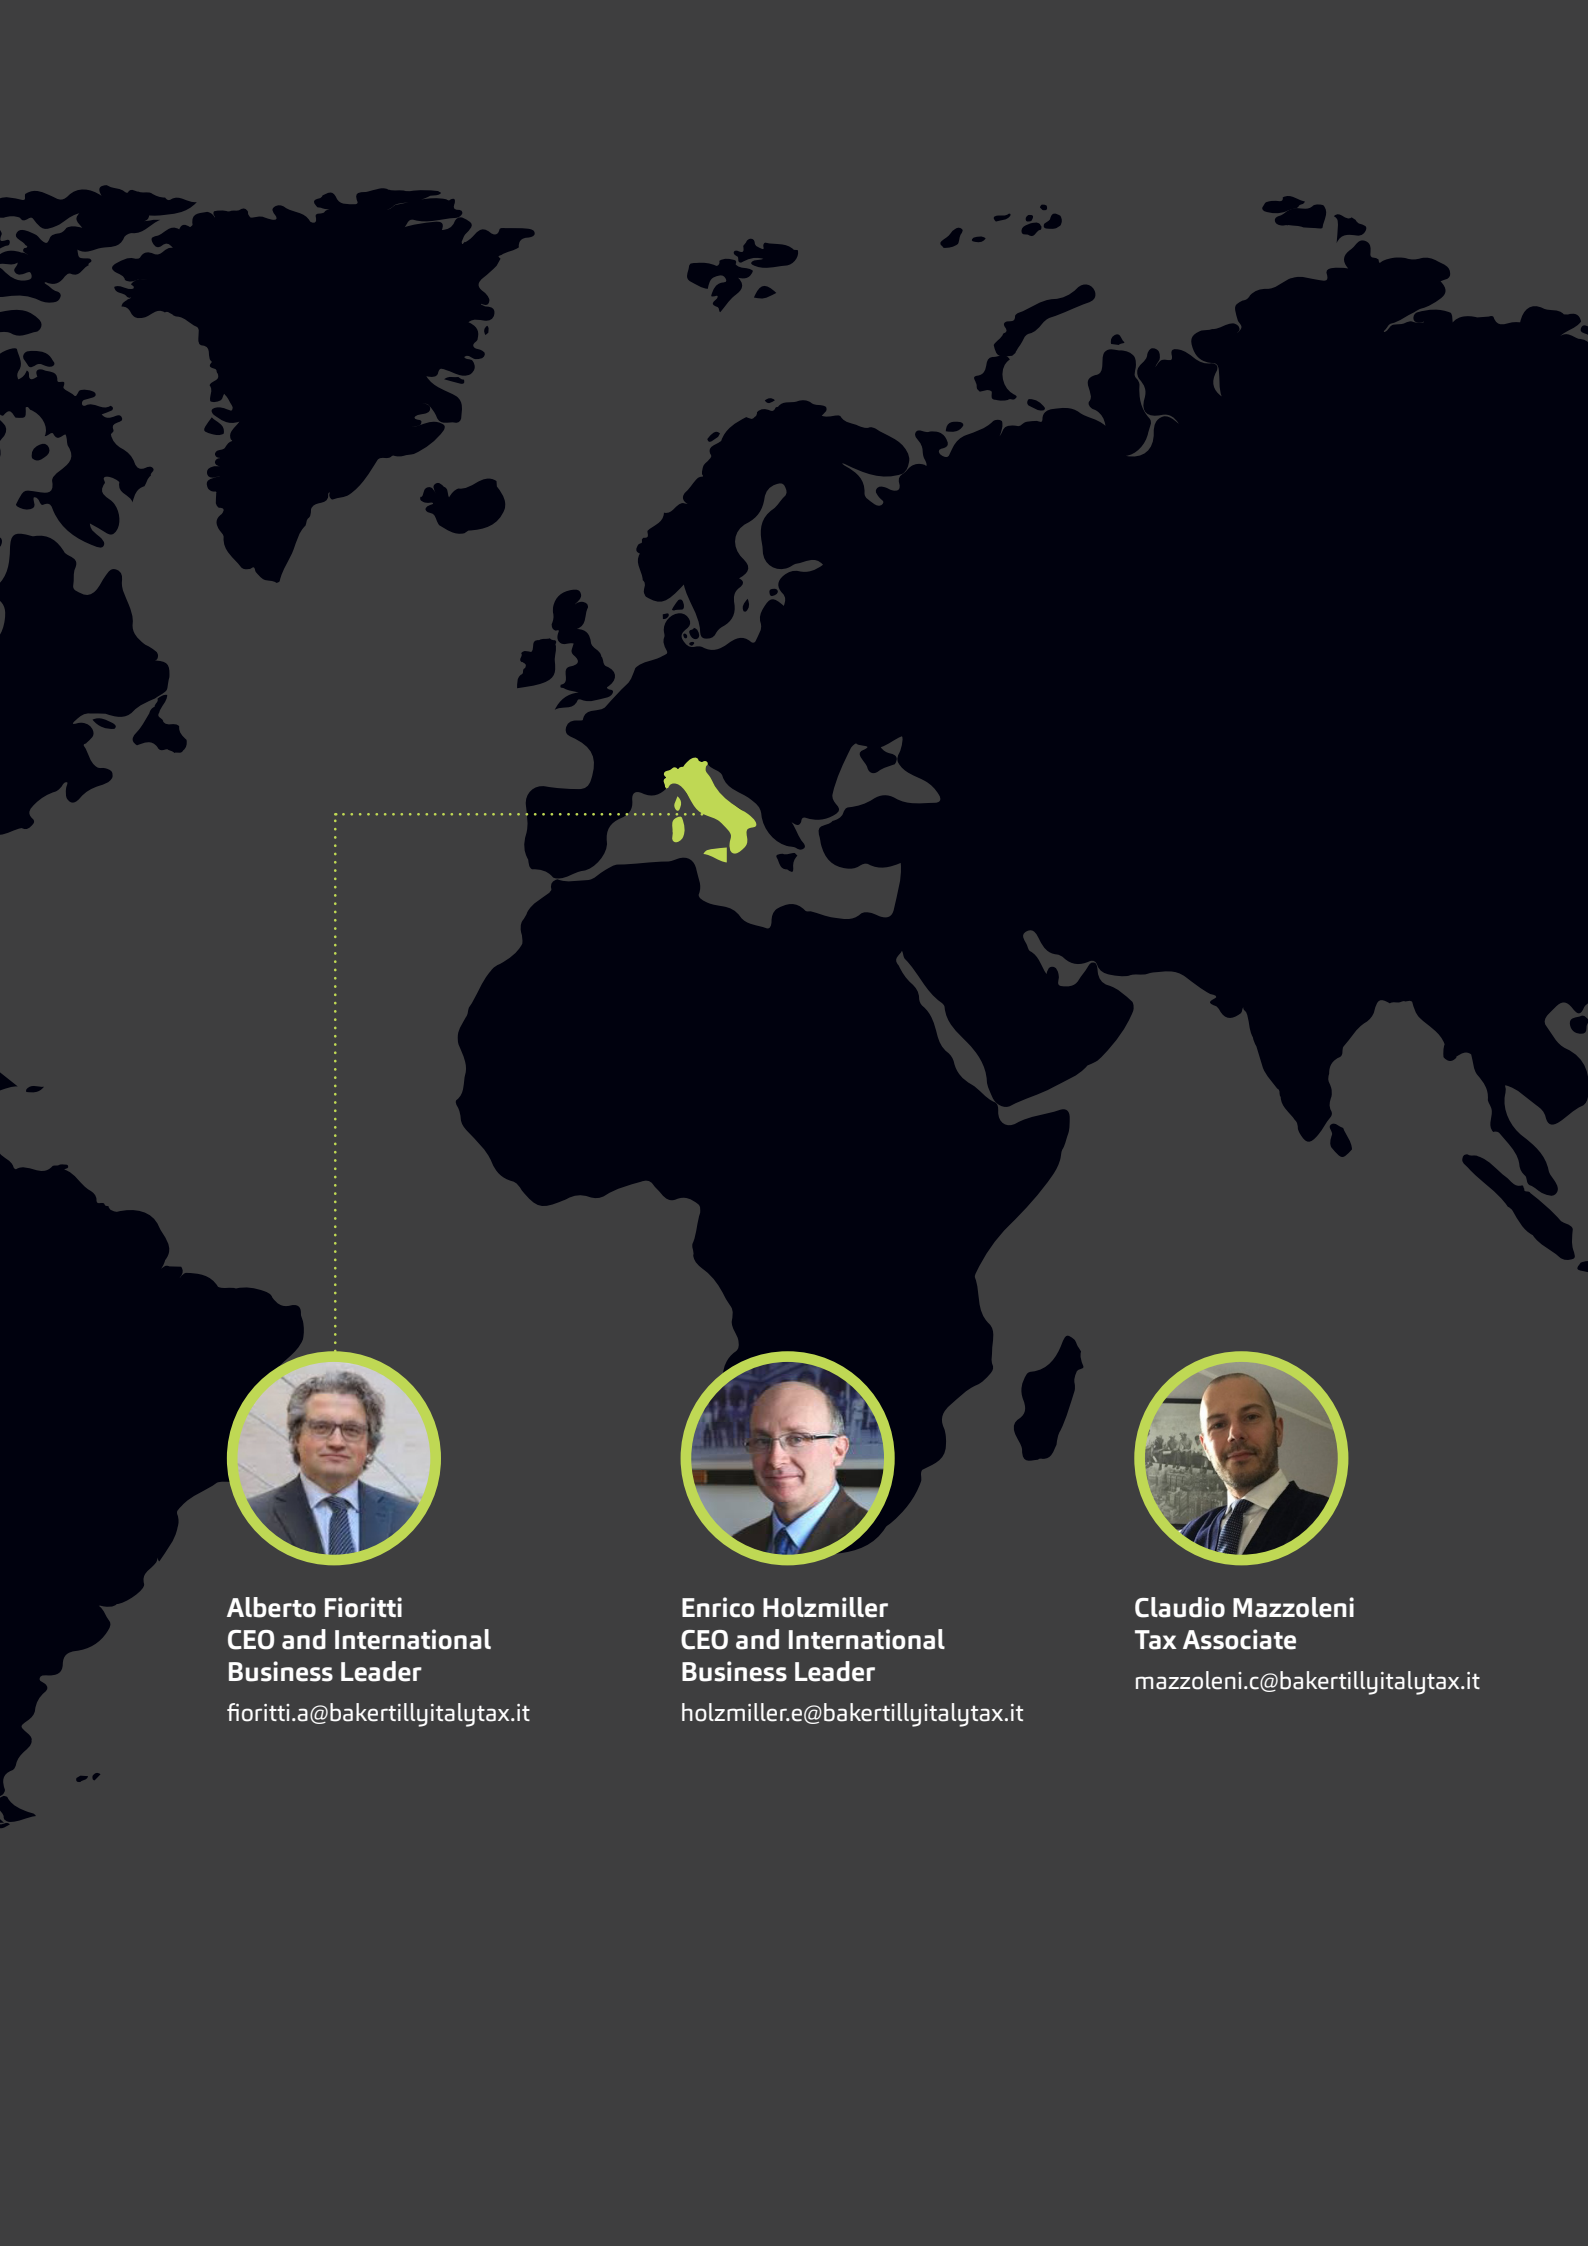 Alberto Fioritti
CEO and International
Business Leader
fioritti.a@bakertillyitalytax.it
Enrico Holzmiller
CEO and International
Business Leader
holzmiller.e@bakertillyitalytax.it
Claudio Mazzoleni
Tax Associate
mazzoleni.c@bakertillyitalytax.it